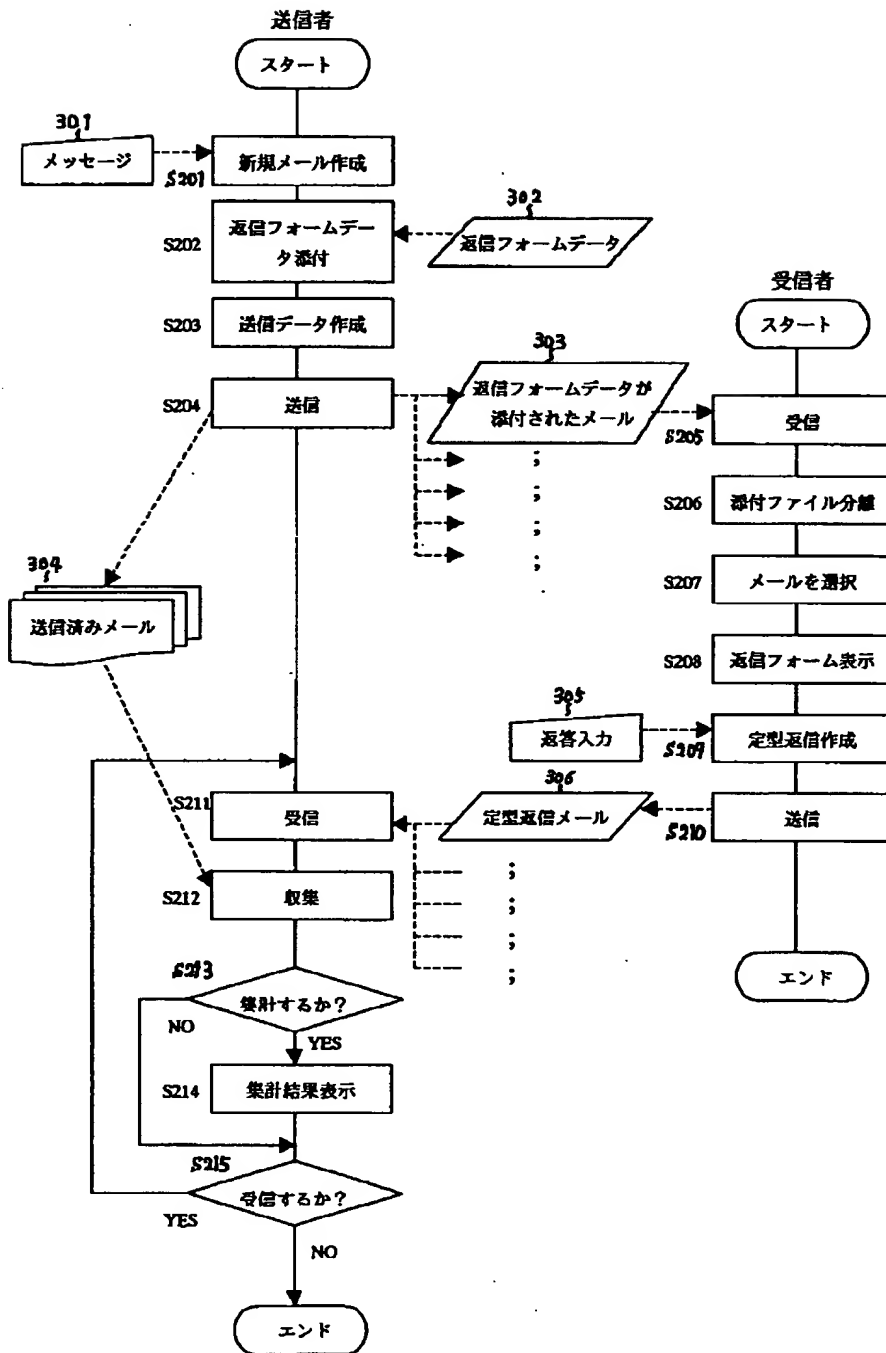 送信者
スタート
301
メッセージ
S201
新規メール作成
302
S202
返信フォームデー
タ添付
返信フォームデータ
受信者
スタート
S203
送信データ作成
303
S204
送信
返信フォームデータが
添付されたメール
S205
受信
;
;
;
;
S206
添付ファイル分離
304
送信済みメール
S207
メールを選択
S208
返信フォーム表示
305
返答入力
S209
定型返信作成
306
S211
受信
定型返信メール
S210
送信
S212
収集
;
;
;
;
エンド
S213
集計するか?
NO
YES
S214
集計結果表示
S215
受信するか?
YES
NO
エンド